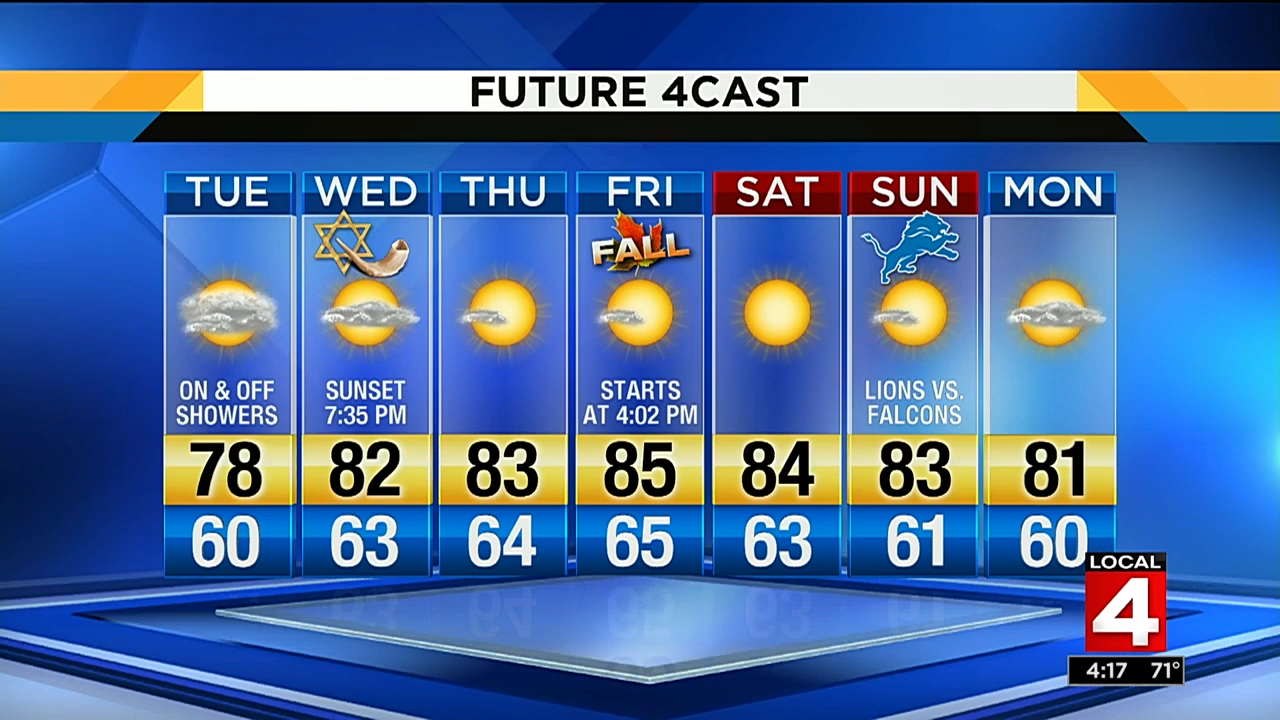 FUTURE 4CAST
TUE WED THU FRI SAT SUN MON
FALL
ON & OFF
SHOWERS
SUNSET
7:35 PM
STARTS
AT 4:02 PM
LIONS VS.
FALCONS
78 82 83 85 84 83 81
60 63 64 65 63 61 60
LOCAL
4
4:17 71°